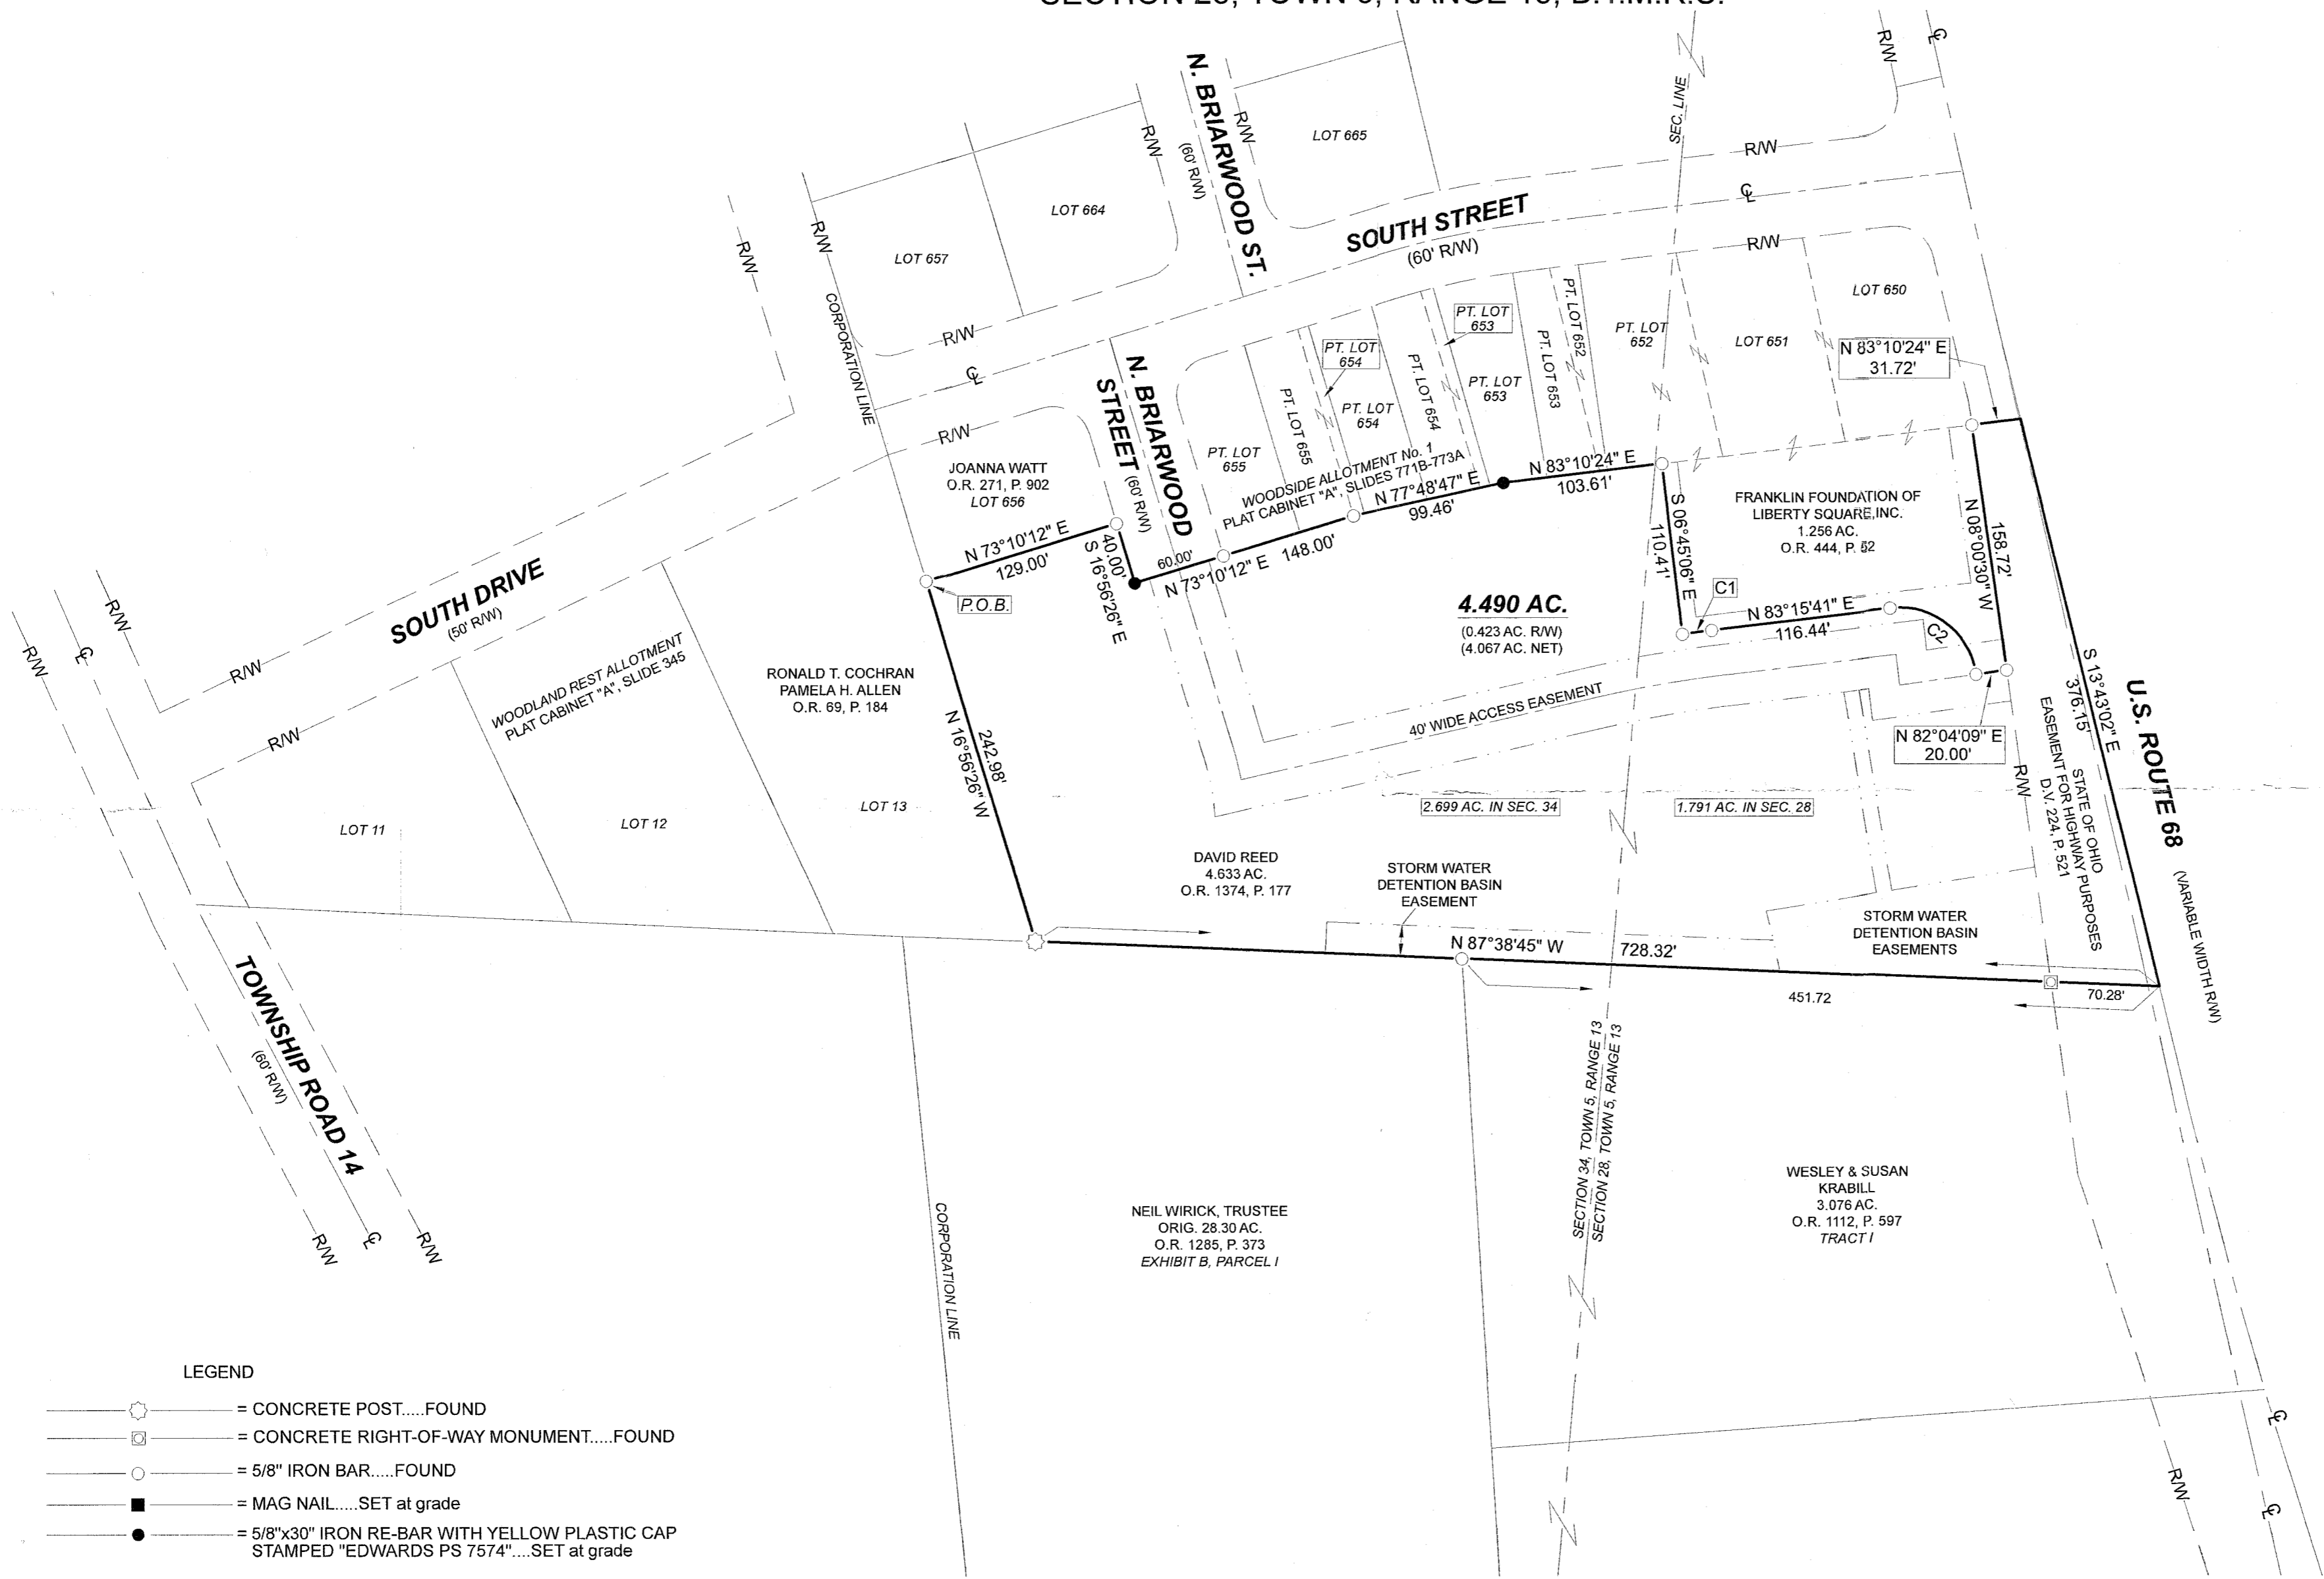 R/W
℄
N. BRIARWOOD ST.
(60' R/W)
R/W
R/W
LOT 665
SEC. LINE
R/W
℄
SOUTH STREET
(60' R/W)
R/W
LOT 664
LOT 657
R/W
R/W
R/W
CORPORATION LINE
℄
R/W
JOANNA WATT
O.R. 271, P. 902
LOT 656
N. BRIARWOOD
STREET (60' R/W)
PT. LOT
655
PT. LOT 655
PT. LOT
654
PT. LOT
654
PT. LOT 654
PT. LOT
653
PT. LOT
653
PT. LOT 653
PT. LOT 652
PT. LOT
652
LOT 651
LOT 650
N 83°10'24" E
31.72'
WOODSIDE ALLOTMENT No. 1
PLAT CABINET "A", SLIDES 771B-773A
N 73°10'12" E
129.00'
40.00'
S 16°56'26" E
60.00'
N 73°10'12" E 148.00'
N 77°48'47" E
99.46'
N 83°10'24" E
103.61'
S 06°45'06" E
110.41'
FRANKLIN FOUNDATION OF
LIBERTY SQUARE,INC.
1.256 AC.
O.R. 444, P. 52
158.72'
N 08°00'30" W
C1
N 83°15'41" E
116.44'
C2
N 82°04'09" E
20.00'
P.O.B.
4.490 AC.
(0.423 AC. R/W)
(4.067 AC. NET)
SOUTH DRIVE
(50' R/W)
R/W
R/W
R/W
℄
R/W
WOODLAND REST ALLOTMENT
PLAT CABINET "A", SLIDE 345
RONALD T. COCHRAN
PAMELA H. ALLEN
O.R. 69, P. 184
242.98'
N 16°56'26" W
40' WIDE ACCESS EASEMENT
S 13°43'02" E
376.15'
U.S. ROUTE 68
(VARIABLE WIDTH R/W)
STATE OF OHIO
EASEMENT FOR HIGHWAY PURPOSES
D.V. 224, P. 521
R/W
LOT 11
LOT 12
LOT 13
2.699 AC. IN SEC. 34
1.791 AC. IN SEC. 28
DAVID REED
4.633 AC.
O.R. 1374, P. 177
STORM WATER
DETENTION BASIN
EASEMENT
STORM WATER
DETENTION BASIN
EASEMENTS
N 87°38'45" W 728.32'
451.72
70.28'
TOWNSHIP ROAD 14
(60' R/W)
R/W
℄
R/W
CORPORATION LINE
SECTION 34, TOWN 5, RANGE 13
SECTION 28, TOWN 5, RANGE 13
NEIL WIRICK, TRUSTEE
ORIG. 28.30 AC.
O.R. 1285, P. 373
EXHIBIT B, PARCEL I
WESLEY & SUSAN
KRABILL
3.076 AC.
O.R. 1112, P. 597
TRACT I
℄
R/W
℄
LEGEND
= CONCRETE POST.....FOUND
= CONCRETE RIGHT-OF-WAY MONUMENT.....FOUND
= 5/8" IRON BAR.....FOUND
= MAG NAIL.....SET at grade
= 5/8"x30" IRON RE-BAR WITH YELLOW PLASTIC CAP
STAMPED "EDWARDS PS 7574"....SET at grade